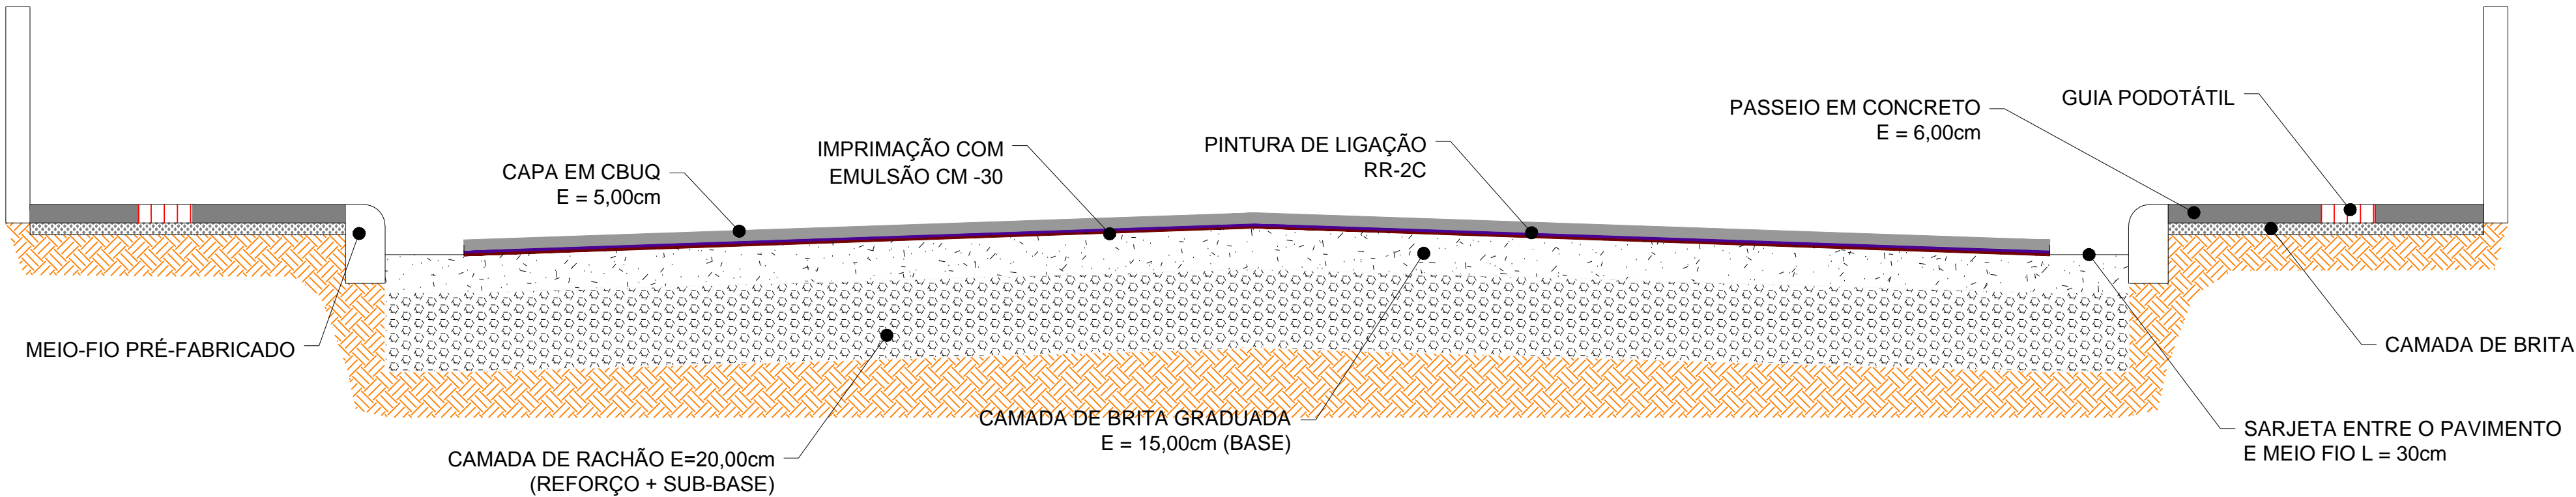 GUIA PODOTÁTIL
PASSEIO EM CONCRETO
E = 6,00cm
IMPRIMAÇÃO COM
EMULSÃO CM -30
PINTURA DE LIGAÇÃO
RR-2C
CAPA EM CBUQ
E = 5,00cm
MEIO-FIO PRÉ-FABRICADO
CAMADA DE BRITA
CAMADA DE BRITA GRADUADA
E = 15,00cm (BASE)
SARJETA ENTRE O PAVIMENTO
E MEIO FIO L = 30cm
CAMADA DE RACHÃO E=20,00cm
(REFORÇO + SUB-BASE)